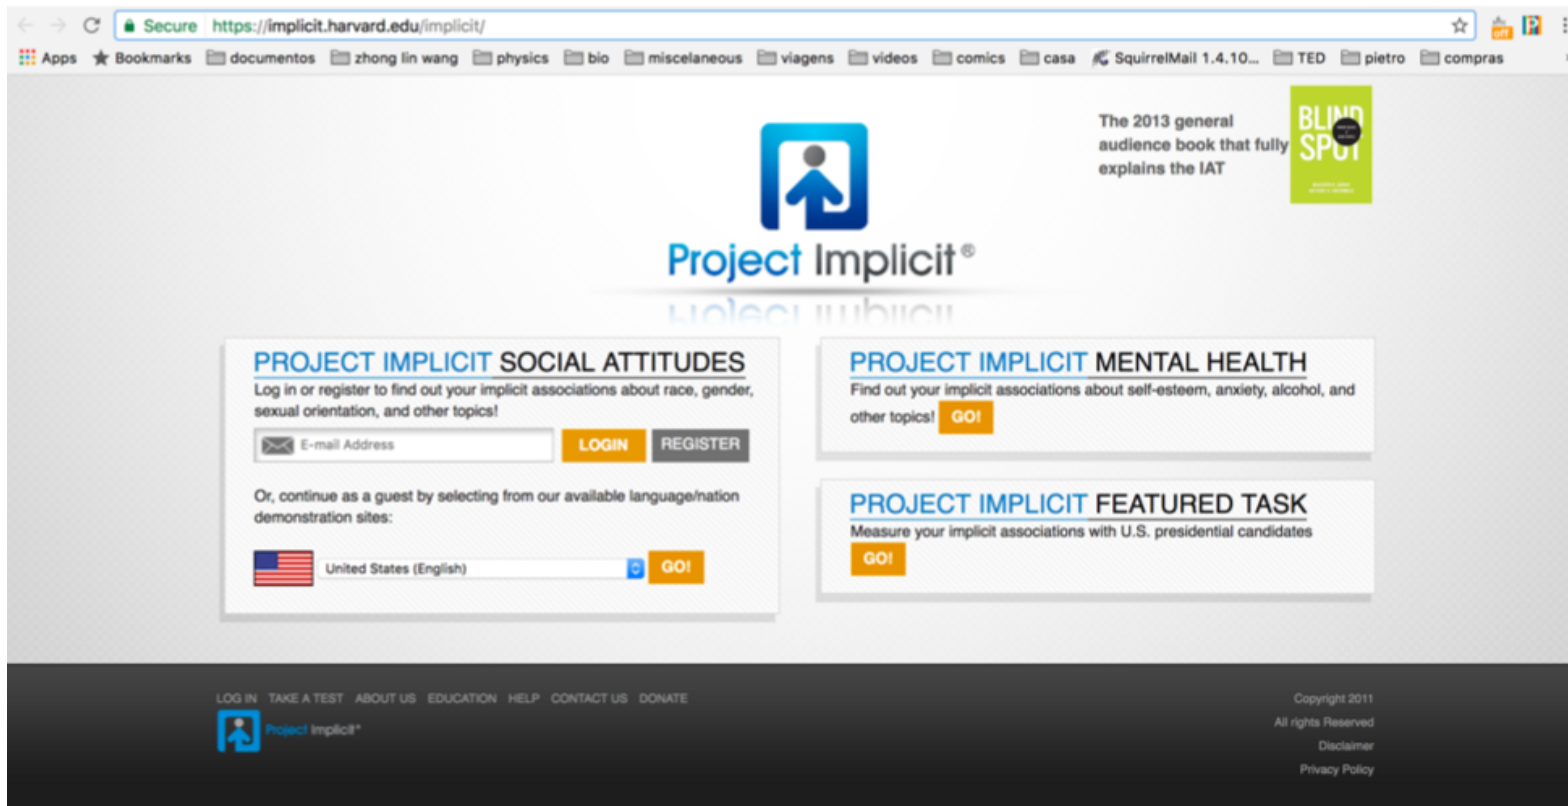 Secure https://implicit.harvard.edu/implicit/
off
Apps Bookmarks documentos zhong lin wang physics bio miscelaneous viagens videos comics casa SquirrelMail 1.4.10... TED pietro compras
The 2013 general
audience book that fully
explains the IAT
BLIND
SPOT
Project Implicit®
PROJECT IMPLICIT SOCIAL ATTITUDES
Log in or register to find out your implicit associations about race, gender,
sexual orientation, and other topics!
E-mail Address LOGIN REGISTER
Or, continue as a guest by selecting from our available language/nation
demonstration sites:
United States (English) GO!
PROJECT IMPLICIT MENTAL HEALTH
Find out your implicit associations about self-esteem, anxiety, alcohol, and
other topics! GO!
PROJECT IMPLICIT FEATURED TASK
Measure your implicit associations with U.S. presidential candidates
GO!
LOG IN TAKE A TEST ABOUT US EDUCATION HELP CONTACT US DONATE
Project Implicit®
Copyright 2011
All rights Reserved
Disclaimer
Privacy Policy